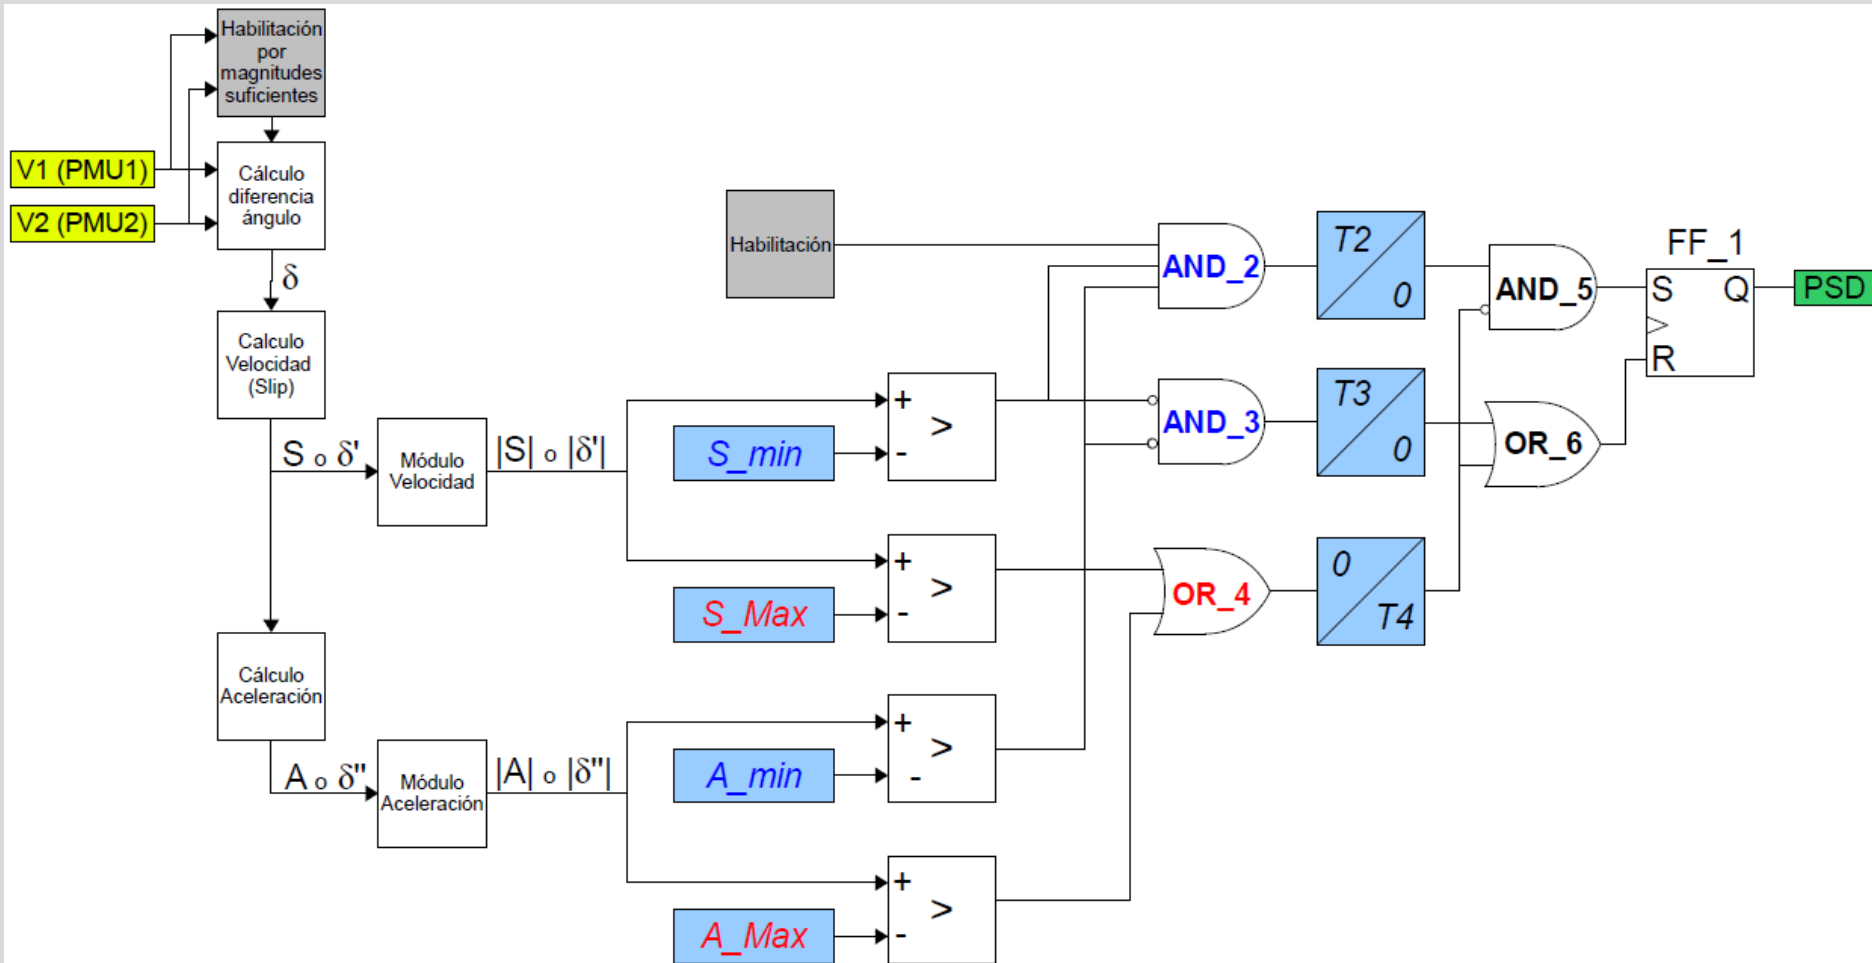 Habilitación
por
magnitudes
suficientes
V1 (PMU1)
V2 (PMU2)
Cálculo
diferencia
ángulo
δ
Calculo
Velocidad
(Slip)
S o δ'
Módulo
Velocidad
|S| o |δ'|
Cálculo
Aceleración
A o δ''
Módulo
Aceleración
|A| o |δ''|
Habilitación
S_min
+
>
-
S_Max
+
>
-
A_min
+
>
-
A_Max
+
>
-
AND_2
AND_3
OR_4
T2
0
T3
0
0
T4
AND_5
OR_6
FF_1
S
Q
R
PSD